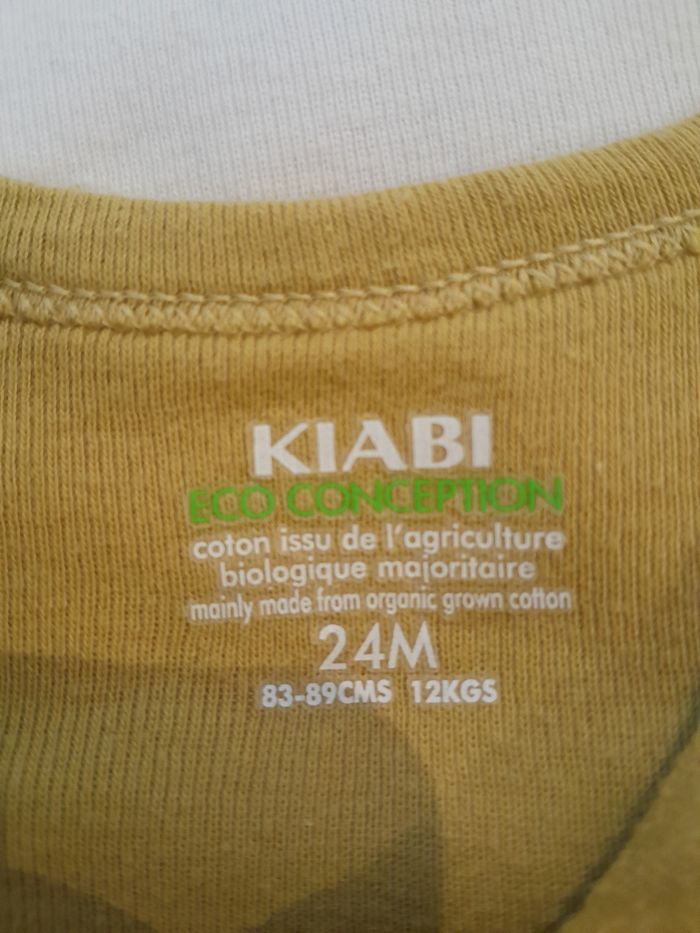 KIABI
ECO CONCEPTION
coton issu de l'agriculture
biologique majoritaire
mainly made from organic grown cotton
24M
83-89CMS 12KGS